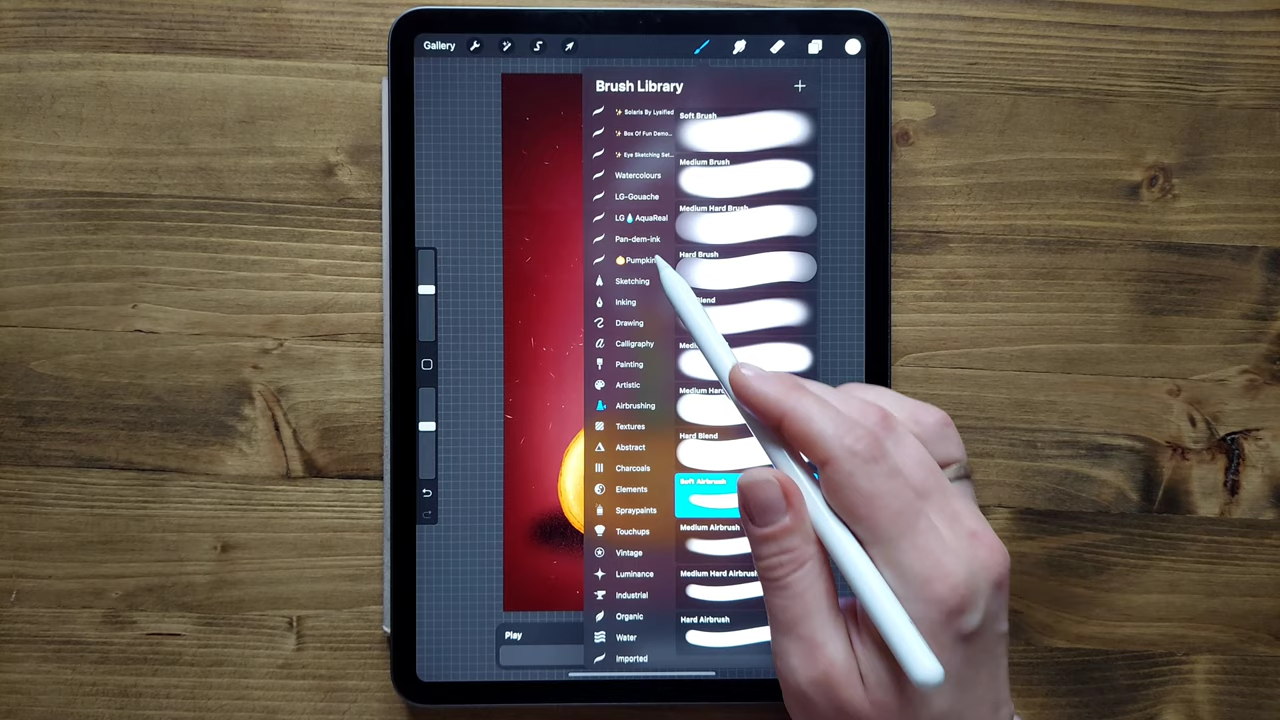 Gallery
Brush Library
Solaris By Lysified
Box Of Fun Demo...
Eye Sketching Set...
Watercolours
LG-Gouache
LG💧AquaReal
Pan-dem-ink
Sketching
Inking
Drawing
Calligraphy
Painting
Artistic
Airbrushing
Textures
Abstract
Charcoals
Elements
Spraypaints
Touchups
Vintage
Luminance
Industrial
Organic
Water
Imported
Soft Brush
Medium Brush
Medium Hard Brush
Hard Brush
Hard Blend
Soft Airbrush
Medium Airbrush
Medium Hard Airbrush
Hard Airbrush
Play